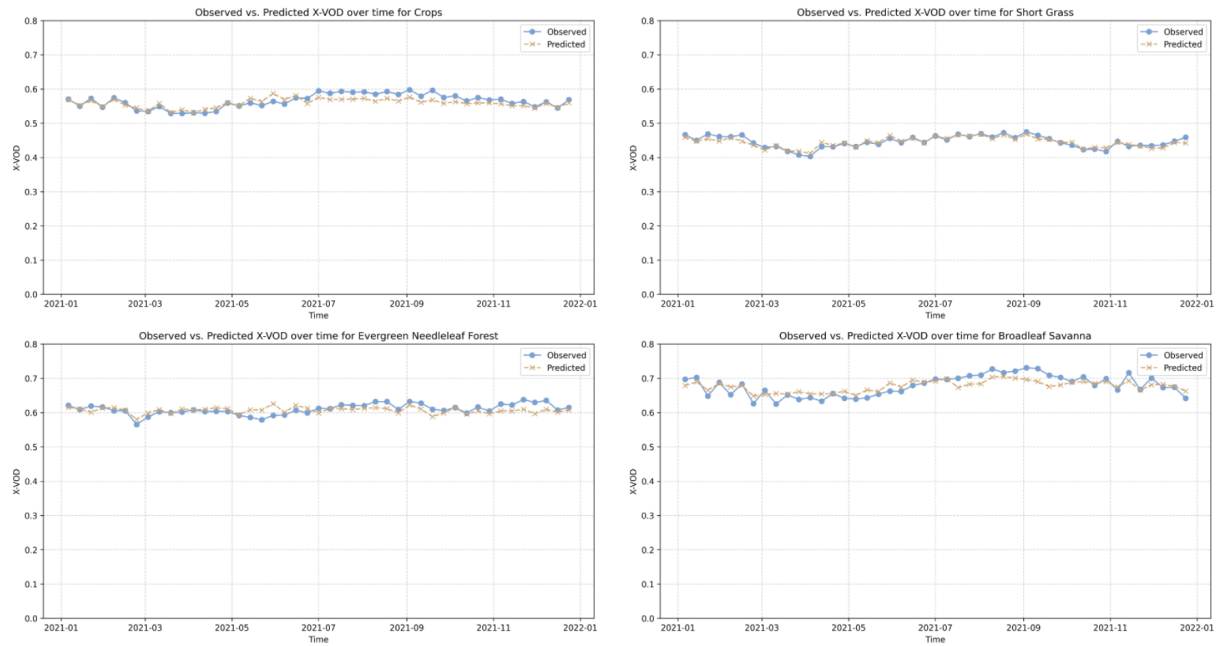 Observed vs. Predicted X-VOD over time for Crops
0.8
0.7
0.6
0.5
0.4
0.3
0.2
0.1
0.0
X-VOD
Observed
Predicted
2021-01 2021-03 2021-05 2021-07 2021-09 2021-11 2022-01
Time
Observed vs. Predicted X-VOD over time for Short Grass
0.8
0.7
0.6
0.5
0.4
0.3
0.2
0.1
0.0
X-VOD
Observed
Predicted
2021-01 2021-03 2021-05 2021-07 2021-09 2021-11 2022-01
Time
Observed vs. Predicted X-VOD over time for Evergreen Needleleaf Forest
0.8
0.7
0.6
0.5
0.4
0.3
0.2
0.1
0.0
X-VOD
Observed
Predicted
2021-01 2021-03 2021-05 2021-07 2021-09 2021-11 2022-01
Time
Observed vs. Predicted X-VOD over time for Broadleaf Savanna
0.8
0.7
0.6
0.5
0.4
0.3
0.2
0.1
0.0
X-VOD
Observed
Predicted
2021-01 2021-03 2021-05 2021-07 2021-09 2021-11 2022-01
Time